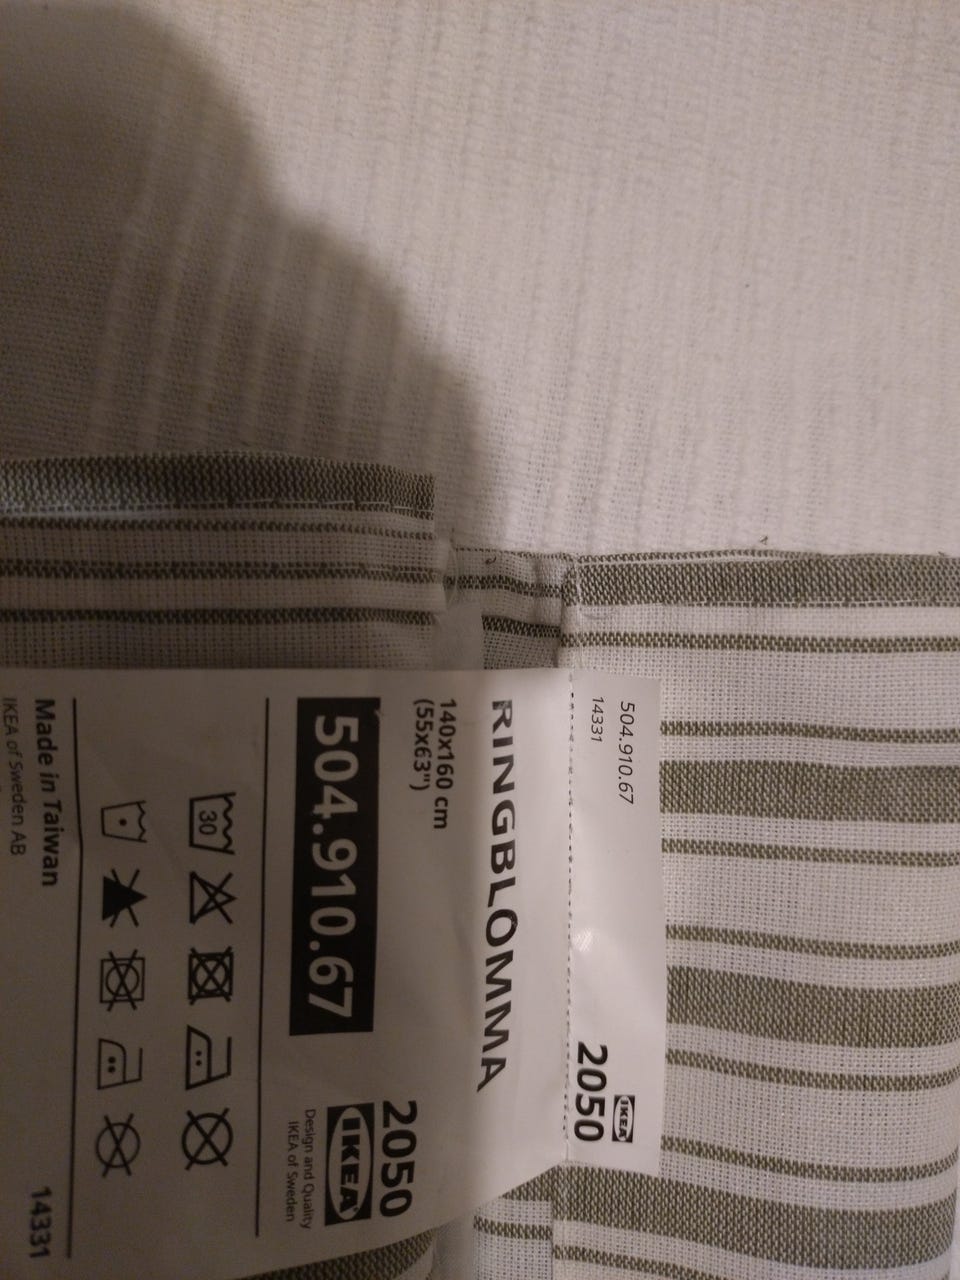 504.910.67
14331
IKEA
2050
RINGBLOMMA
140x160 cm
(55x63")
2050
504.910.67
IKEA
Design and Quality
IKEA of Sweden
30
Made in Taiwan
14331
IKEA of Sweden AB